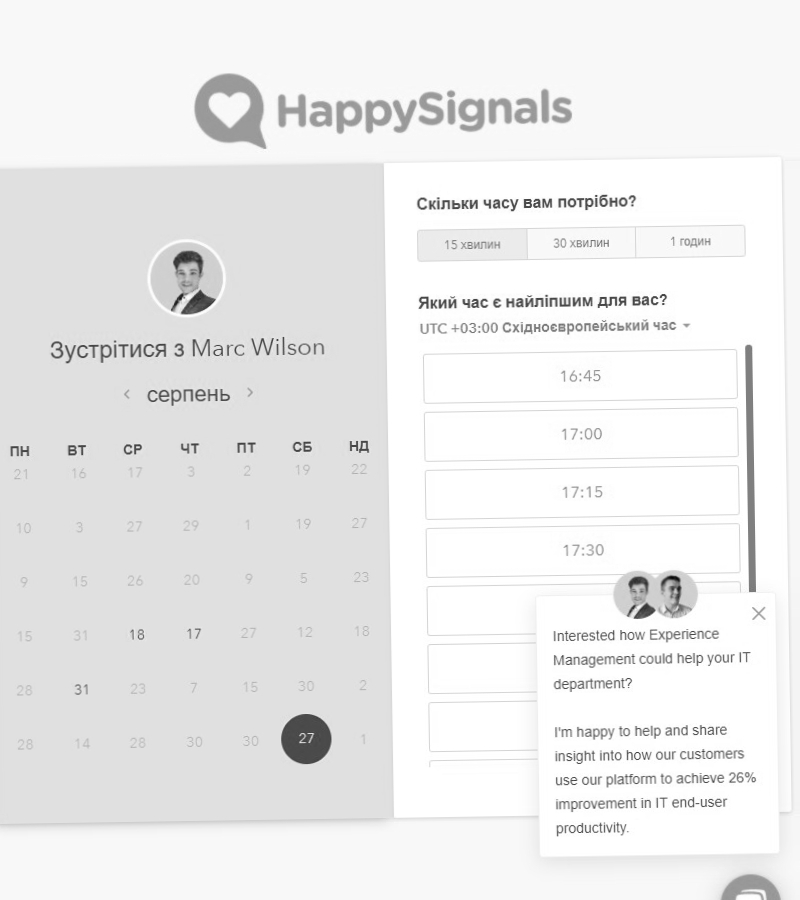 HappySignals
Зустрітися з Marc Wilson
серпень
ПН ВТ СР ЧТ ПТ СБ НД
21 16 17 3 2 19 22
10 3 27 29 1 19 27
9 15 26 20 9 5 23
15 31 18 17 27 12 18
28 31 23 7 15 30 2
28 14 28 30 30 27 1
Скільки часу вам потрібно?
15 хвилин 30 хвилин 1 годин
Який час є найліпшим для вас?
UTC +03:00 Східноєвропейський час
16:45
17:00
17:15
17:30
Interested how Experience
Management could help your IT
department?
I'm happy to help and share
insight into how our customers
use our platform to achieve 26%
improvement in IT end-user
productivity.